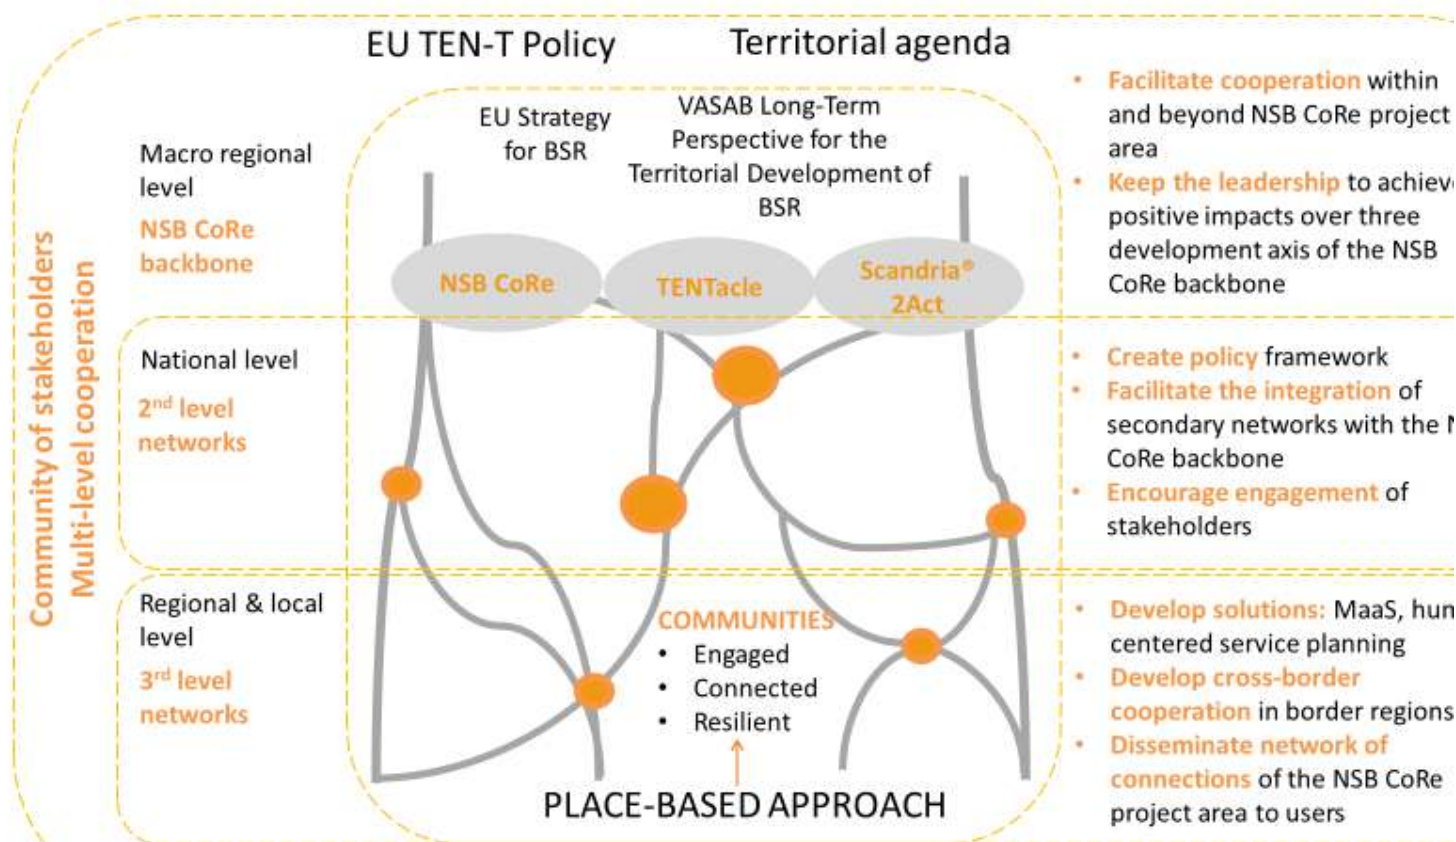 EU TEN-T Policy
Territorial agenda
EU Strategy
for BSR
VASAB Long-Term
Perspective for the
Territorial Development of
BSR
Community of stakeholders
Multi-level cooperation
Macro regional
level
NSB CoRe
backbone
NSB CoRe
TENTacle
Scandria®
2Act
• Facilitate cooperation within
and beyond NSB CoRe project
area
• Keep the leadership to achieve
positive impacts over three
development axis of the NSB
CoRe backbone
National level
2nd level
networks
• Create policy framework
• Facilitate the integration of
secondary networks with the
CoRe backbone
• Encourage engagement of
stakeholders
Regional & local
level
3rd level
networks
COMMUNITIES
• Engaged
• Connected
• Resilient
PLACE-BASED APPROACH
• Develop solutions: MaaS,
centered service planning
• Develop cross-border
cooperation in border regions
• Disseminate network of
connections of the NSB CoRe
project area to users